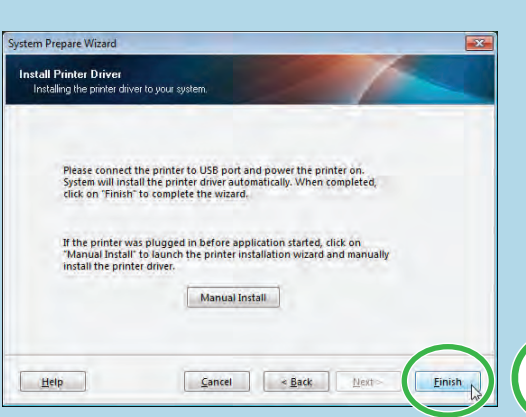 System Prepare Wizard
Install Printer Driver
Installing the printer driver to your system.
Please connect the printer to USB port and power the printer on.
System will install the printer driver automatically. When completed,
click on "Finish" to complete the wizard.
If the printer was plugged in before application started, click on
"Manual Install" to launch the printer installation wizard and manually
install the printer driver.
Manual Install
Help
Cancel
< Back
Next >
Finish